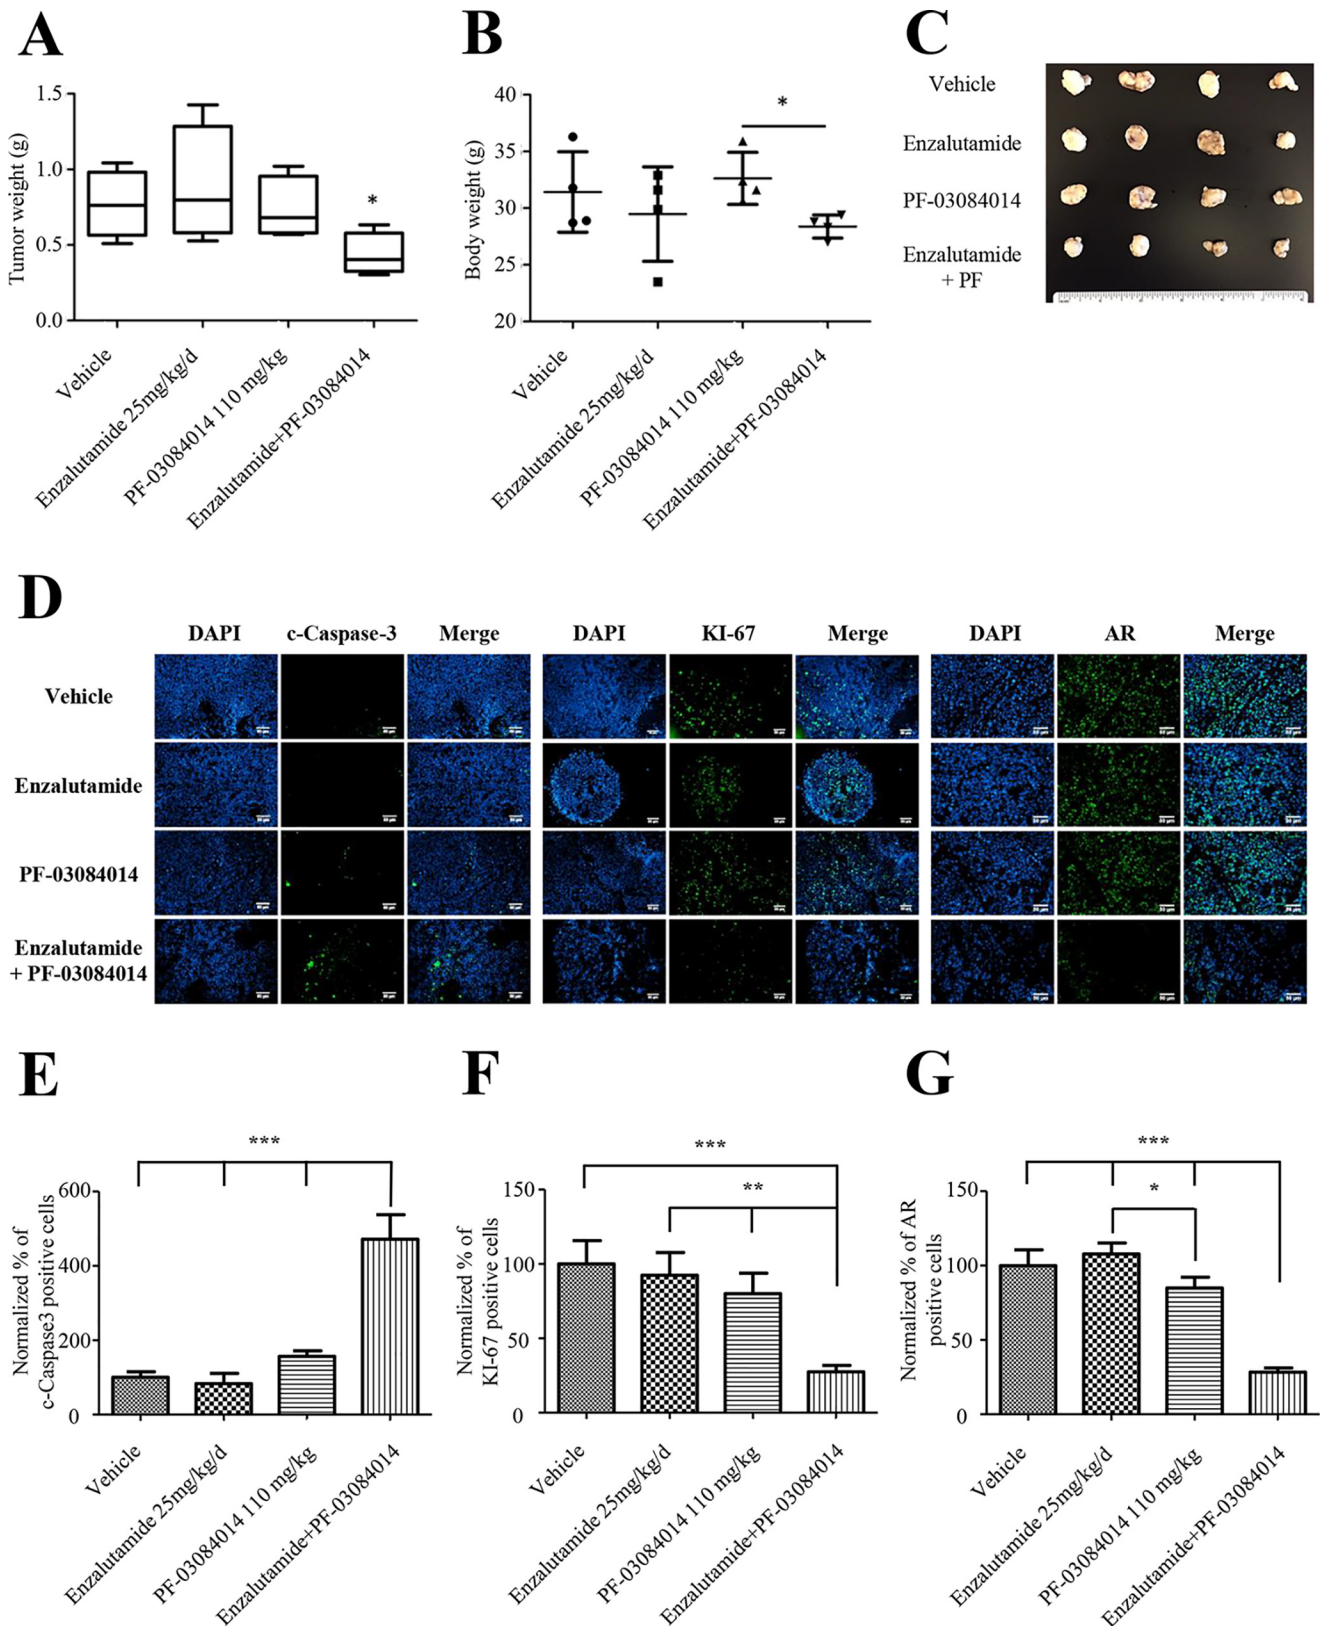 A
B
C
1.5
1.0
0.5
0.0
Tumor weight (g)
*
Vehicle
Enzalutamide 25mg/kg/d
PF-03084014 110 mg/kg
Enzalutamide+PF-03084014
40
35
30
25
20
Body weight (g)
*
Vehicle
Enzalutamide 25mg/kg/d
PF-03084014 110 mg/kg
Enzalutamide+PF-03084014
Vehicle
Enzalutamide
PF-03084014
Enzalutamide
+ PF
D
DAPI c-Caspase-3 Merge DAPI KI-67 Merge DAPI AR Merge
Vehicle
Enzalutamide
PF-03084014
Enzalutamide
+ PF-03084014
E
F
G
***
600
400
200
0
Normalized % of
c-Caspase3 positive cells
Vehicle
Enzalutamide 25mg/kg/d
PF-03084014 110 mg/kg
Enzalutamide+PF-03084014
***
**
150
100
50
0
Normalized % of
KI-67 positive cells
Vehicle
Enzalutamide 25mg/kg/d
PF-03084014 110 mg/kg
Enzalutamide+PF-03084014
***
*
150
100
50
0
Normalized % of AR
positive cells
Vehicle
Enzalutamide 25mg/kg/d
PF-03084014 110 mg/kg
Enzalutamide+PF-03084014